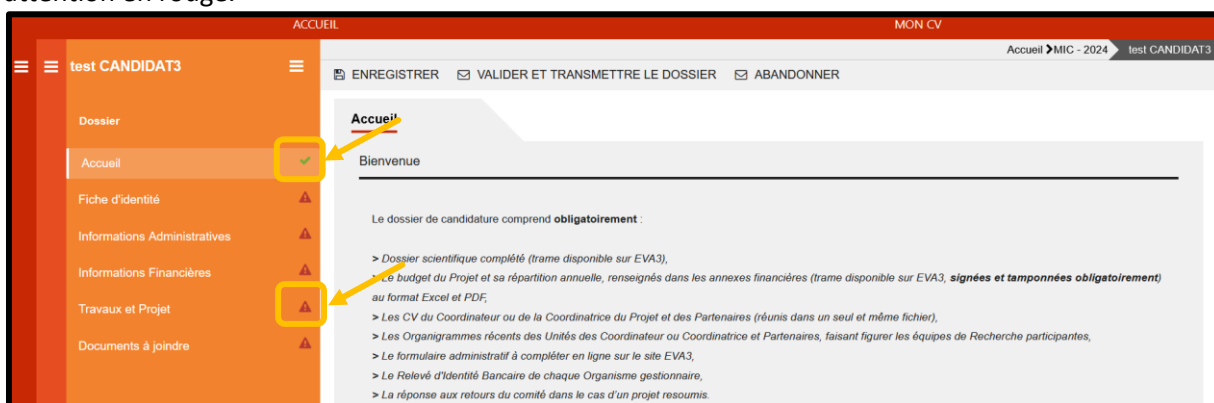 attention en rouge.
ACCUEIL
MON CV
Accueil ❯MIC - 2024
test CANDIDAT3
test CANDIDAT3
ENREGISTRER
VALIDER ET TRANSMETTRE LE DOSSIER
ABANDONNER
Dossier
Accueil
Fiche d'identité
Informations Administratives
Informations Financières
Travaux et Projet
Documents à joindre
Accueil
Bienvenue
Le dossier de candidature comprend obligatoirement :
> Dossier scientifique complété (trame disponible sur EVA3),
> Le budget du Projet et sa répartition annuelle, renseignés dans les annexes financières (trame disponible sur EVA3, signées et tamponnées obligatoirement)
au format Excel et PDF,
> Les CV du Coordinateur ou de la Coordinatrice du Projet et des Partenaires (réunis dans un seul et même fichier),
> Les Organigrammes récents des Unités des Coordinateur ou Coordinatrice et Partenaires, faisant figurer les équipes de Recherche participantes,
> Le formulaire administratif à compléter en ligne sur le site EVA3,
> Le Relevé d'Identité Bancaire de chaque Organisme gestionnaire,
> La réponse aux retours du comité dans le cas d'un projet resoumis.